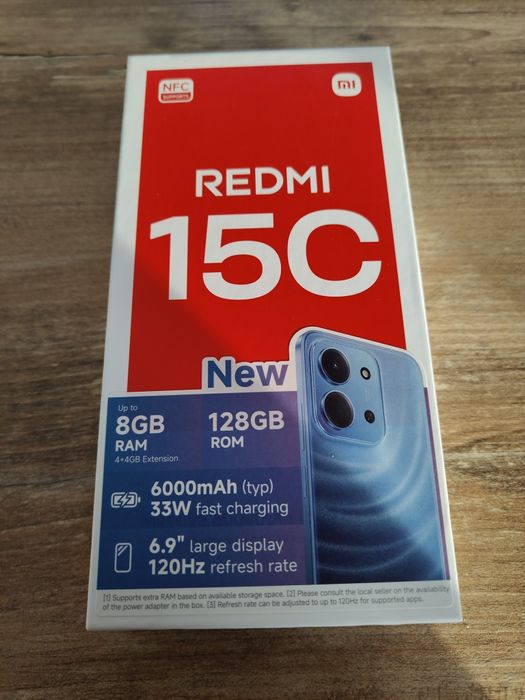 NFC
SUPPORTS
mi
REDMI
15C
New
Up to
8GB
RAM
4+4GB Extension
128GB
ROM
6000mAh (typ)
33W fast charging
6.9" large display
120Hz refresh rate
[1] Supports extra RAM based on available storage space. [2] Please consult the local seller on the availability
of the power adapter in the box. [3] Refresh rate can be adjusted to up to 120Hz for supported apps.